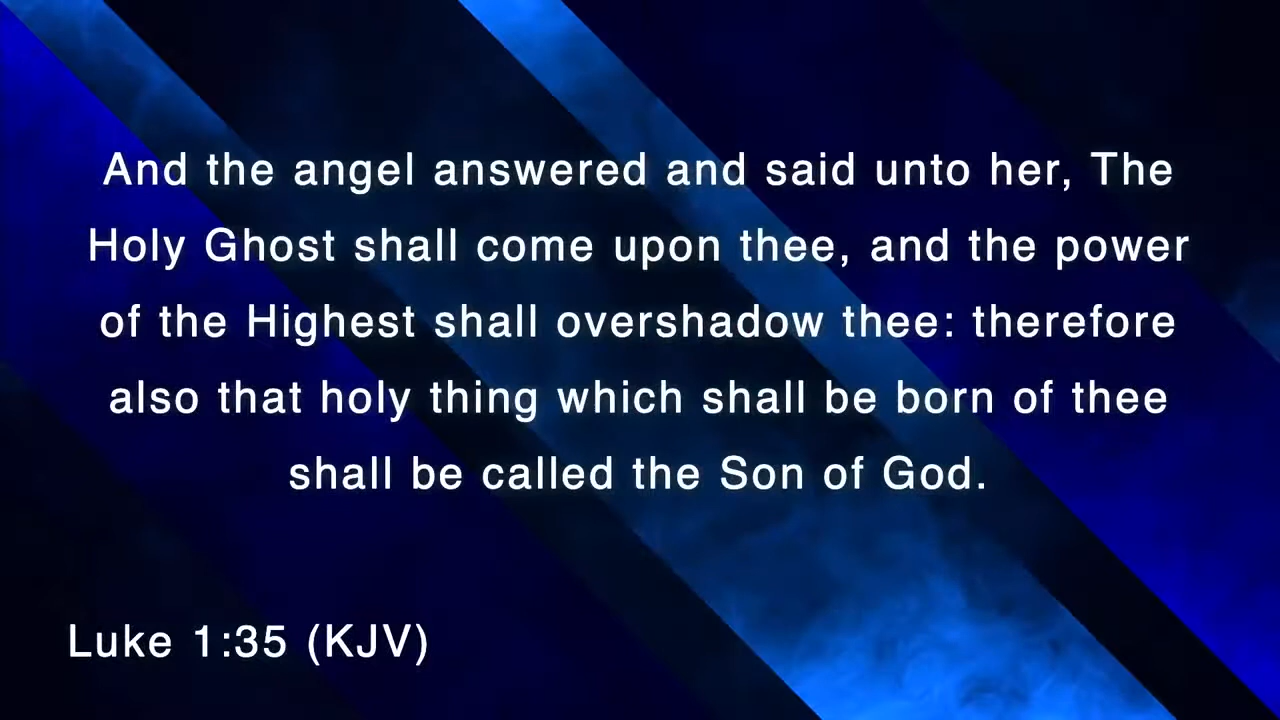 And the angel answered and said unto her, The
Holy Ghost shall come upon thee, and the power
of the Highest shall overshadow thee: therefore
also that holy thing which shall be born of thee
shall be called the Son of God.
Luke 1:35 (KJV)